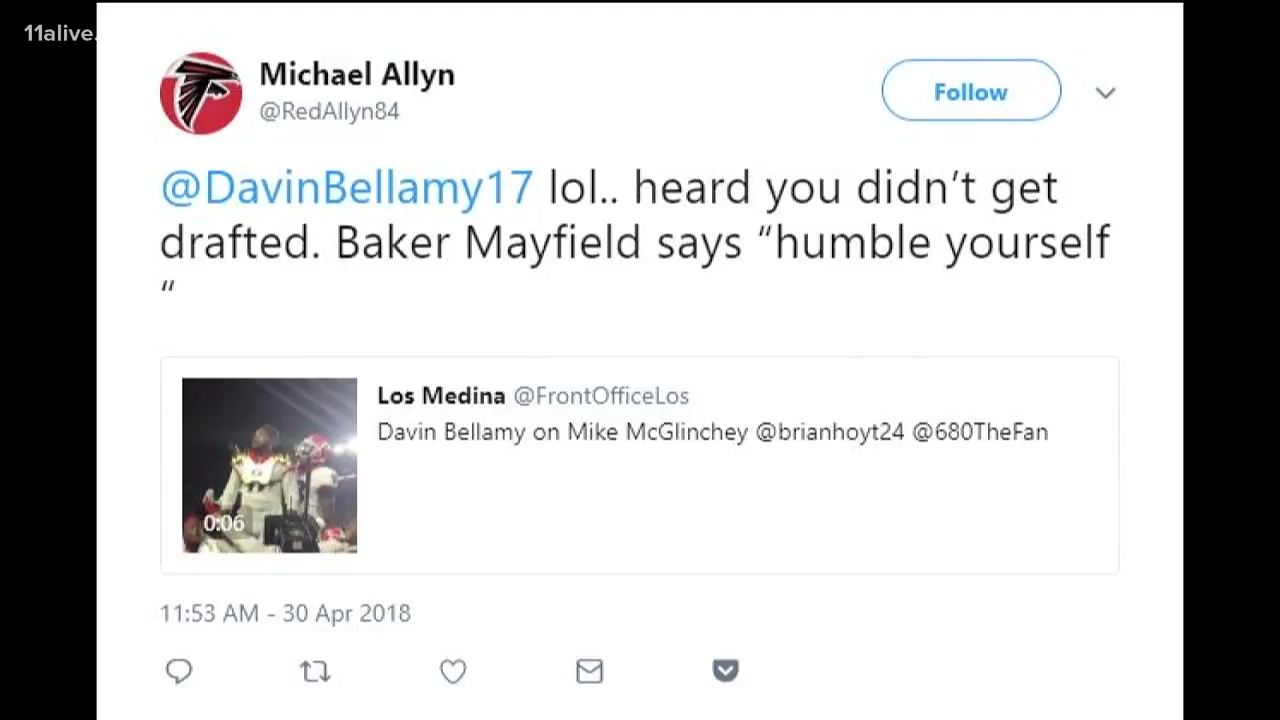 11alive.
Michael Allyn
@RedAllyn84
Follow
@DavinBellamy17 lol.. heard you didn’t get
drafted. Baker Mayfield says “humble yourself
“
Los Medina @FrontOfficeLos
Davin Bellamy on Mike McGlinchey @brianhoyt24 @680TheFan
0:06
11:53 AM - 30 Apr 2018